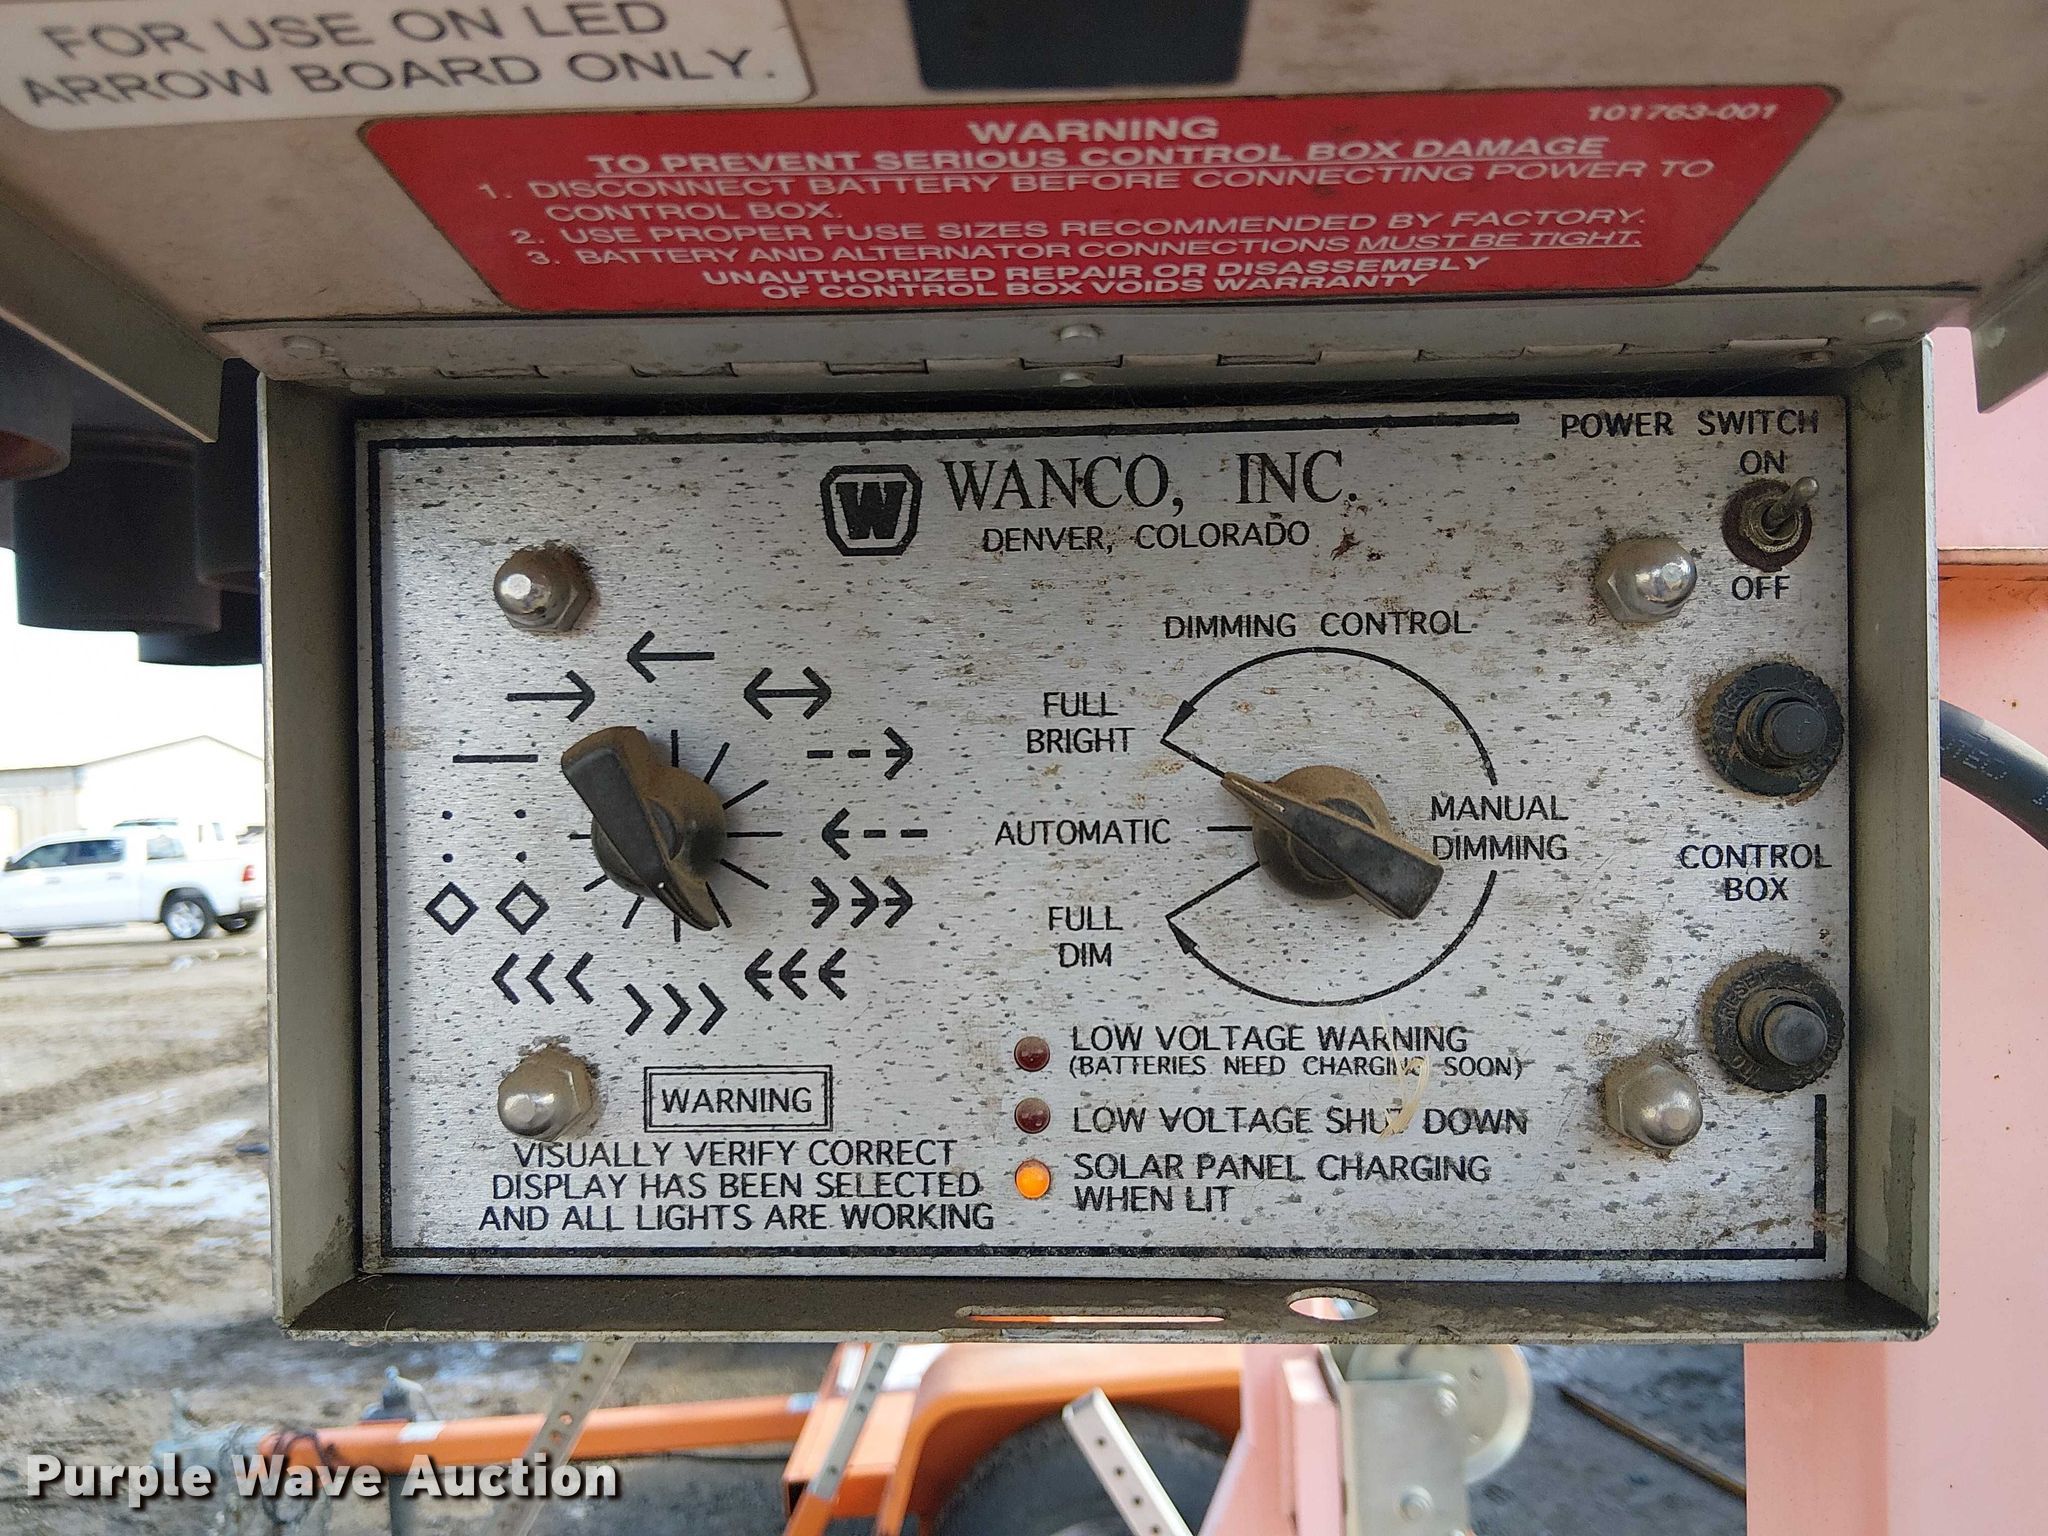 FOR USE ON LED
ARROW BOARD ONLY.
101763-001
WARNING
TO PREVENT SERIOUS CONTROL BOX DAMAGE
1. DISCONNECT BATTERY BEFORE CONNECTING POWER TO
CONTROL BOX.
2. USE PROPER FUSE SIZES RECOMMENDED BY FACTORY.
3. BATTERY AND ALTERNATOR CONNECTIONS MUST BE TIGHT.
UNAUTHORIZED REPAIR OR DISASSEMBLY
OF CONTROL BOX VOIDS WARRANTY
W WANCO, INC.
DENVER, COLORADO
POWER SWITCH
ON
OFF
DIMMING CONTROL
FULL
BRIGHT
AUTOMATIC
MANUAL
DIMMING
FULL
DIM
CONTROL
BOX
LOW VOLTAGE WARNING
(BATTERIES NEED CHARGING SOON)
LOW VOLTAGE SHUT DOWN
SOLAR PANEL CHARGING
WHEN LIT
WARNING
VISUALLY VERIFY CORRECT
DISPLAY HAS BEEN SELECTED
AND ALL LIGHTS ARE WORKING
RESET
Purple Wave Auction